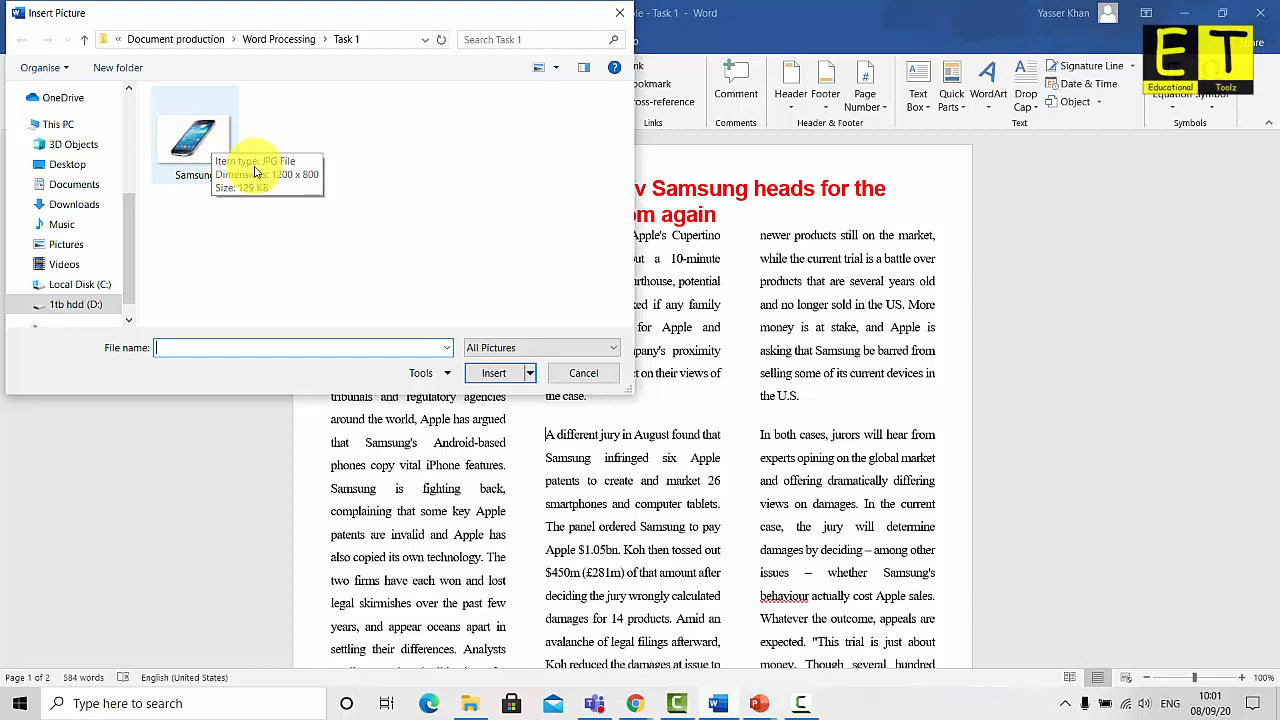 Insert Picture
Task 1 - Word
Yasser Khan
Document production
Word Processing
Task 1
Search Task 1
Organise
New folder
OneDrive
This PC
3D Objects
Desktop
Documents
Downloads
Music
Pictures
Videos
Local Disk (C:)
1tb hdd (D:)
Item type: JPG File
Dimensions: 1200 x 800
Size: 129 KB
File name:
All Pictures
Tools
Insert
Cancel
Comment
Comments
Links
Header
Footer
Page
Number
Header & Footer
Text
Box
Quick
Parts
WordArt
Drop
Cap
Signature Line
Date & Time
Object
Text
Equation
Symbol
Symbols
ET
Educational Toolz
v Samsung heads for the
again
tribunals and regulatory agencies
around the world, Apple has argued
that Samsung's Android-based
phones copy vital iPhone features.
Samsung is fighting back,
complaining that some key Apple
patents are invalid and Apple has
also copied its own technology. The
two firms have each won and lost
legal skirmishes over the past few
years, and appear oceans apart in
settling their differences. Analysts
Cupertino
a 10-minute
potential
if any family
for Apple and
proximity
on their views of
the case.
A different jury in August found that
Samsung infringed six Apple
patents to create and market 26
smartphones and computer tablets.
The panel ordered Samsung to pay
Apple $1.05bn. Koh then tossed out
$450m (£281m) of that amount after
deciding the jury wrongly calculated
damages for 14 products. Amid an
avalanche of legal filings afterward,
Koh reduced the damages at issue to
newer products still on the market,
while the current trial is a battle over
products that are several years old
and no longer sold in the US. More
money is at stake, and Apple is
asking that Samsung be barred from
selling some of its current devices in
the U.S.
In both cases, jurors will hear from
experts opining on the global market
and offering dramatically differing
views on damages. In the current
case, the jury will determine
damages by deciding – among other
issues – whether Samsung's
behaviour actually cost Apple sales.
Whatever the outcome, appeals are
expected. "This trial is just about
money. Though several hundred
Page 1 of 2
584 words
English (United States)
100%
Type here to search
ENG
10:01
08/09/20